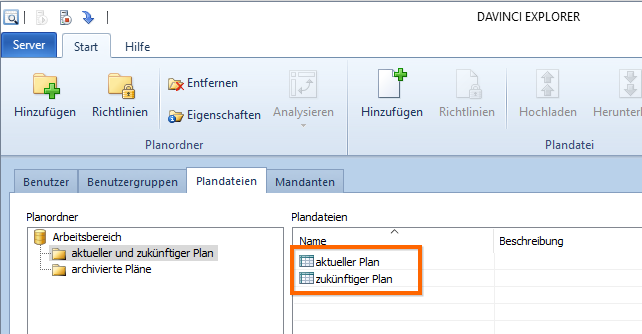 DAVINCI EXPLORER
Server Start Hilfe
Hinzufügen Richtlinien Entfernen Eigenschaften Analysieren Hinzufügen Richtlinien Hochladen Herunterl
Planordner Plandatei
Benutzer Benutzergruppen Plandateien Mandanten
Planordner Plandateien
Arbeitsbereich Name Beschreibung
aktueller und zukünftiger Plan aktueller Plan
archivierte Pläne zukünftiger Plan